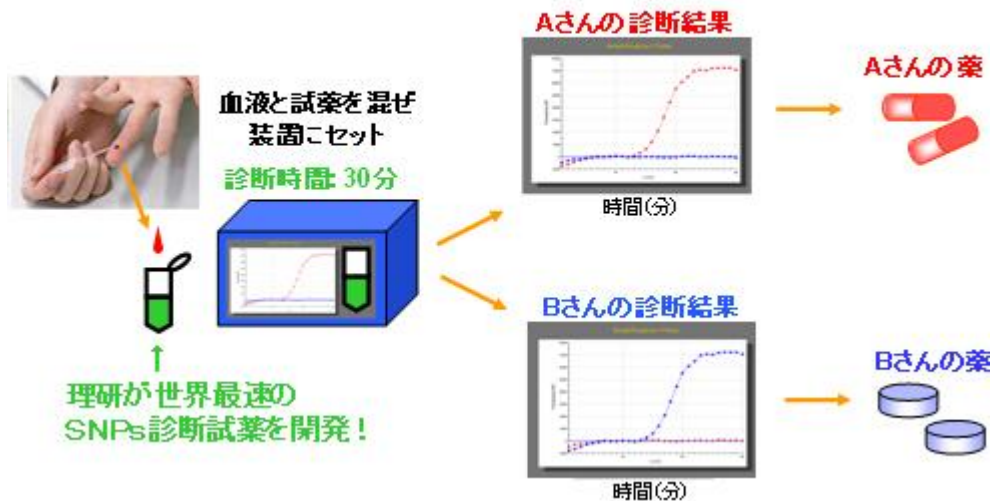 Aさんの診断結果
Aさんの薬
血液と試薬を混ぜ
装置にセット
診断時間: 30分
時間(分)
Bさんの診断結果
Bさんの薬
理研が世界最速の
SNPs診断試薬を開発！
時間(分)